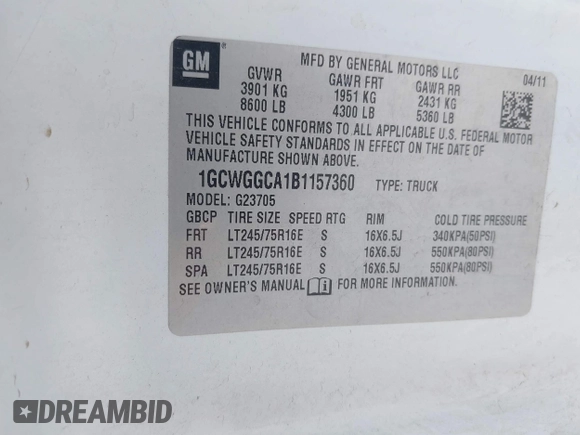 GM
MFD BY GENERAL MOTORS LLC
04/11
GVWR GAWR FRT GAWR RR
3901 KG 1951 KG 2431 KG
8600 LB 4300 LB 5360 LB
THIS VEHICLE CONFORMS TO ALL APPLICABLE U.S. FEDERAL MOTOR
VEHICLE SAFETY STANDARDS IN EFFECT ON THE DATE OF
MANUFACTURE SHOWN ABOVE.
1GCWGGCA1B1157360 TYPE: TRUCK
MODEL: G23705
GBCP TIRE SIZE SPEED RTG RIM COLD TIRE PRESSURE
FRT LT245/75R16E S 16X6.5J 340KPA(50PSI)
RR LT245/75R16E S 16X6.5J 550KPA(80PSI)
SPA LT245/75R16E S 16X6.5J 550KPA(80PSI)
SEE OWNER'S MANUAL FOR MORE INFORMATION.
DREAMBID